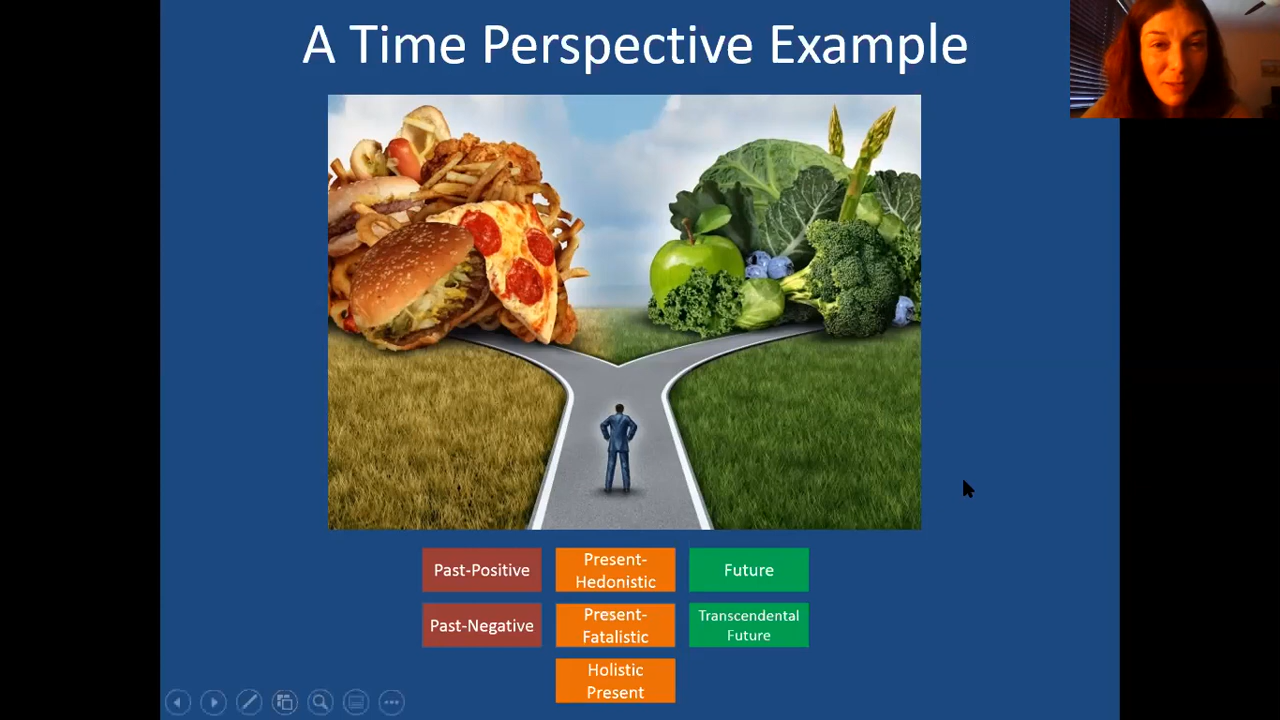 A Time Perspective Example
Past-Positive
Present-
Hedonistic
Future
Past-Negative
Present-
Fatalistic
Transcendental
Future
Holistic
Present